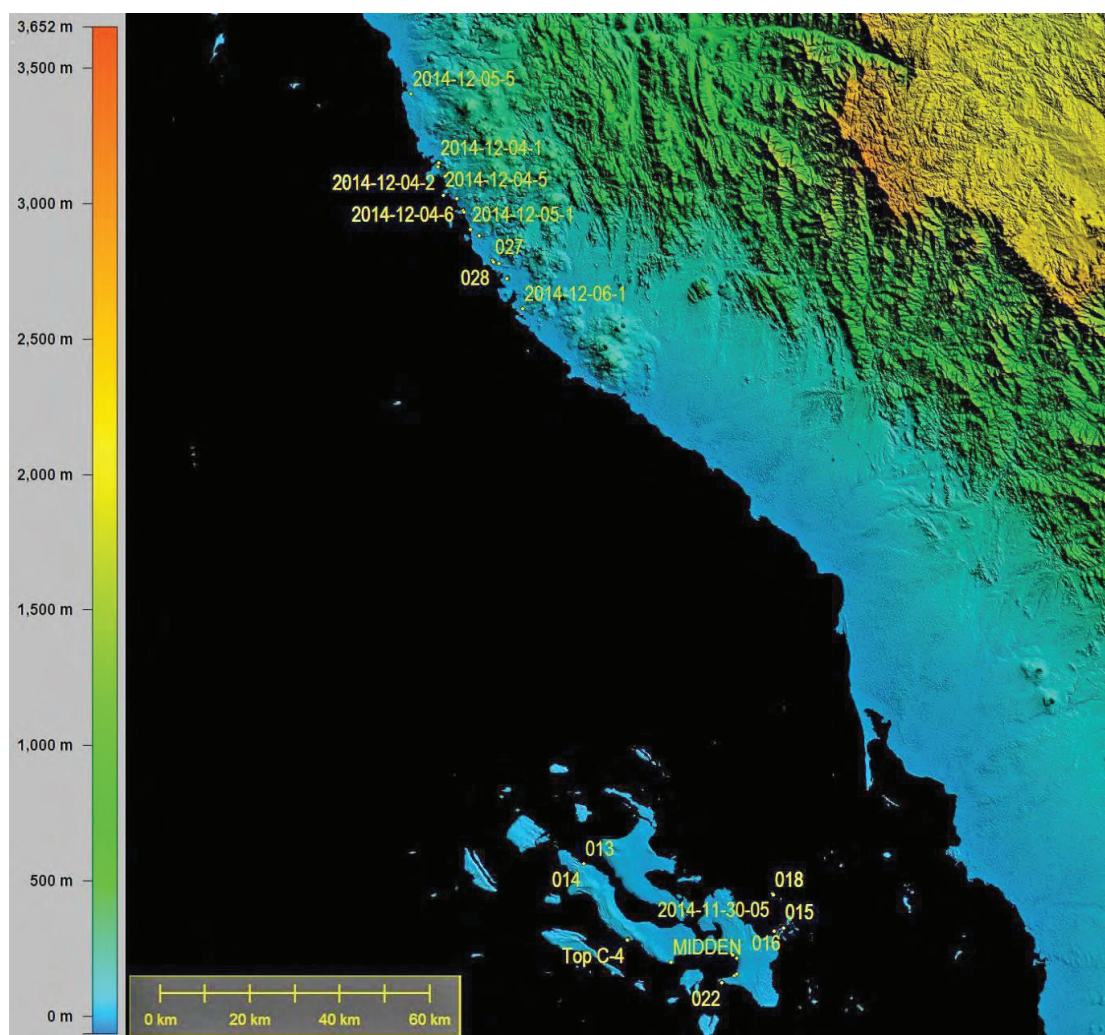 3,652 m
3,500 m
3,000 m
2,500 m
2,000 m
1,500 m
1,000 m
500 m
0 m
2014-12-05-5
2014-12-04-1
2014-12-04-2 2014-12-04-5
2014-12-04-6 2014-12-05-1
027
028
2014-12-06-1
013
014
018
2014-11-30-05 015
016
MIDDEN
Top C-4
022
0 km 20 km 40 km 60 km